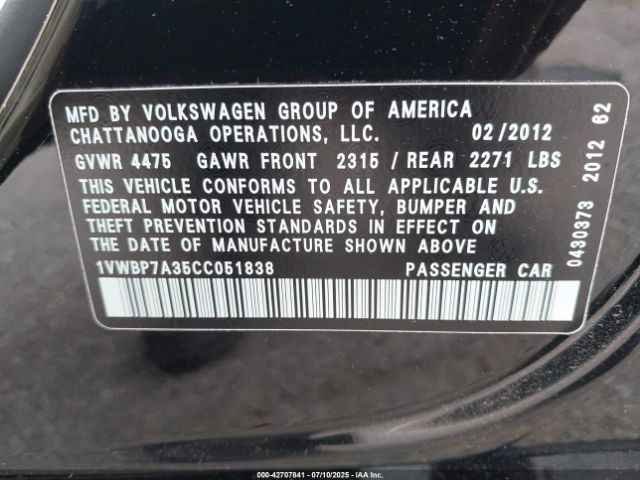 MFD BY VOLKSWAGEN GROUP OF AMERICA
CHATTANOOGA OPERATIONS, LLC. 02/2012
GVWR 4475 GAWR FRONT 2315 / REAR 2271 LBS
THIS VEHICLE CONFORMS TO ALL APPLICABLE U.S.
FEDERAL MOTOR VEHICLE SAFETY, BUMPER AND
THEFT PREVENTION STANDARDS IN EFFECT ON
THE DATE OF MANUFACTURE SHOWN ABOVE
1VWBP7A35CC051838 PASSENGER CAR
0430373 2012 62
000-42707841 - 07/10/2025 - IAAI.COM